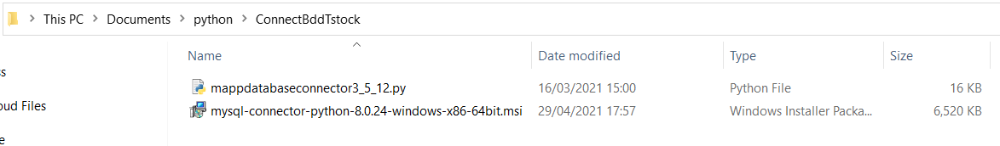 This PC > Documents > python > ConnectBddTstock
Name Date modified Type Size
ss
mappdatabaseconnector3_5_12.py 16/03/2021 15:00 Python File 16 KB
oud Files mysql-connector-python-8.0.24-windows-x86-64bit.msi 29/04/2021 17:57 Windows Installer Packa... 6,520 KB
e